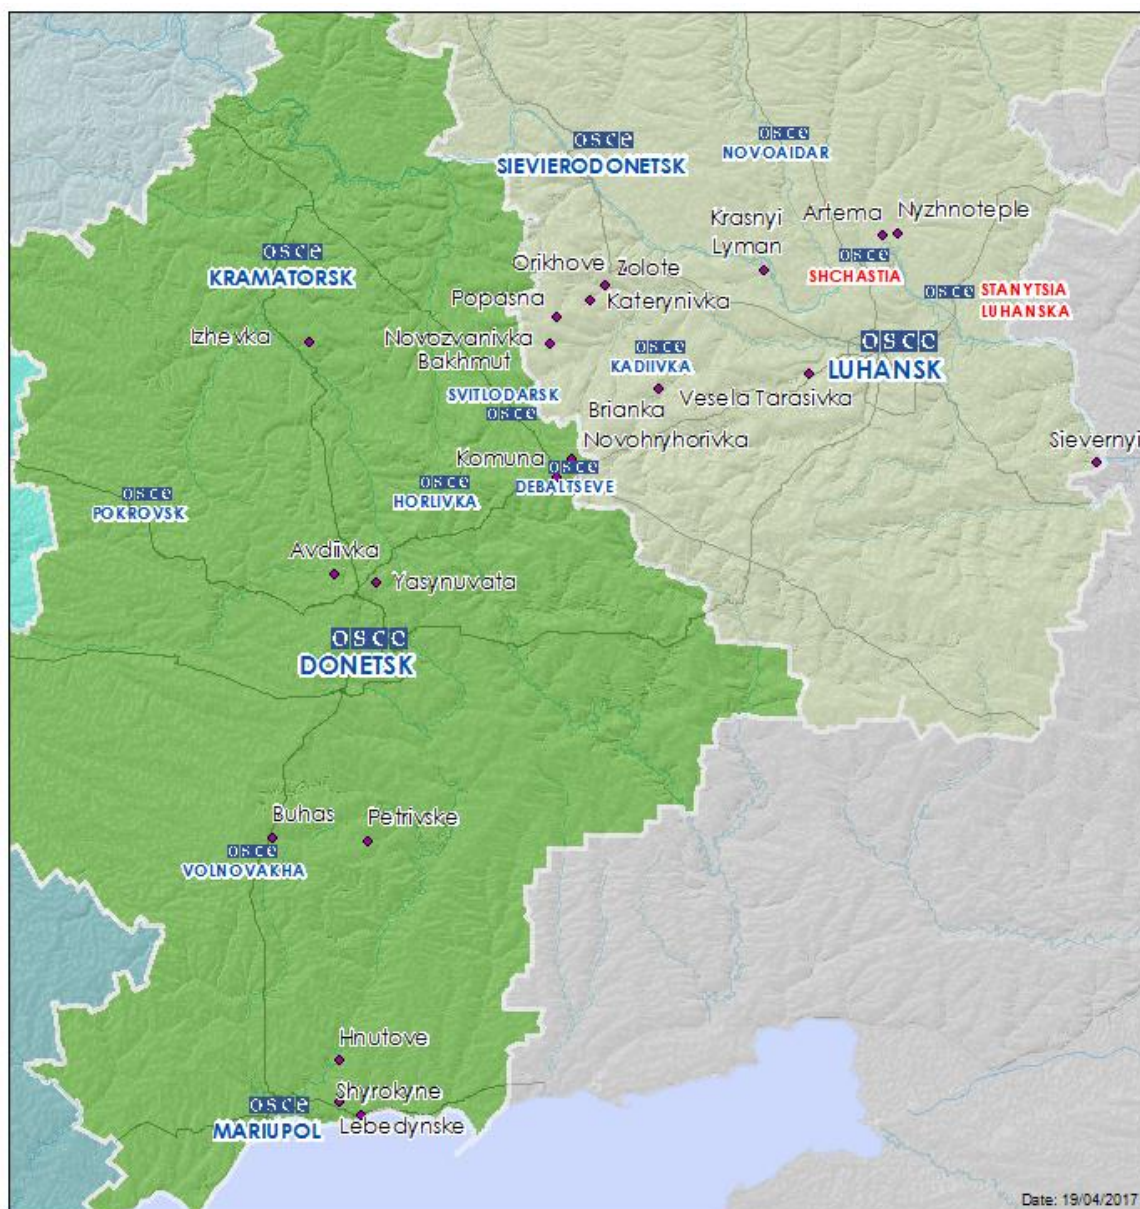 osce
NOVOAIDAR
osce
SIEVIERODONETSK
Artema
Nyzhnoteple
Krasnyi
Lyman
osce
KRAMATORSK
osce
SHCHASTIA
Orikhove
Zolote
osce
STANYTSIA
LUHANSKA
Popasna
Katerynivka
Izhevka
Novozvanivka
Bakhmut
osce
KADIIVKA
osce
LUHANSK
SVITLODARSK
osce
Vesela Tarasivka
Brianka
Novohryhorivka
Sievernyi
Komuna
osce
DEBALTSEVE
osce
HORLIVKA
osce
POKROVSK
Avdiivka
Yasynuvata
osce
DONETSK
Buhas
Petrivske
osce
VOLNOVAKHA
Hnutove
Shyrokyne
osce
MARIUPOL
Lebedynske
Date: 19/04/2017